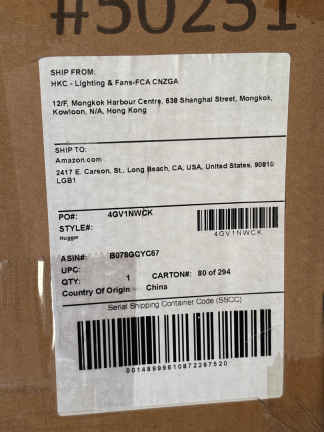 #50251
SHIP FROM:
HKC - Lighting & Fans-FCA CNZGA
12/F, Mongkok Harbour Centre, 638 Shanghai Street, Mongkok,
Kowloon, N/A, Hong Kong
SHIP TO:
Amazon.com
2417 E. Carson, St., Long Beach, CA, USA, United States, 90810
LGB1
PO#: 4GV1NWCK
STYLE#:
Hugger
4GV1NWCK
ASIN#: B078GCYC67
UPC:
QTY: 1 CARTON#: 80 of 294
Country Of Origin China
Serial Shipping Container Code (SSCC)